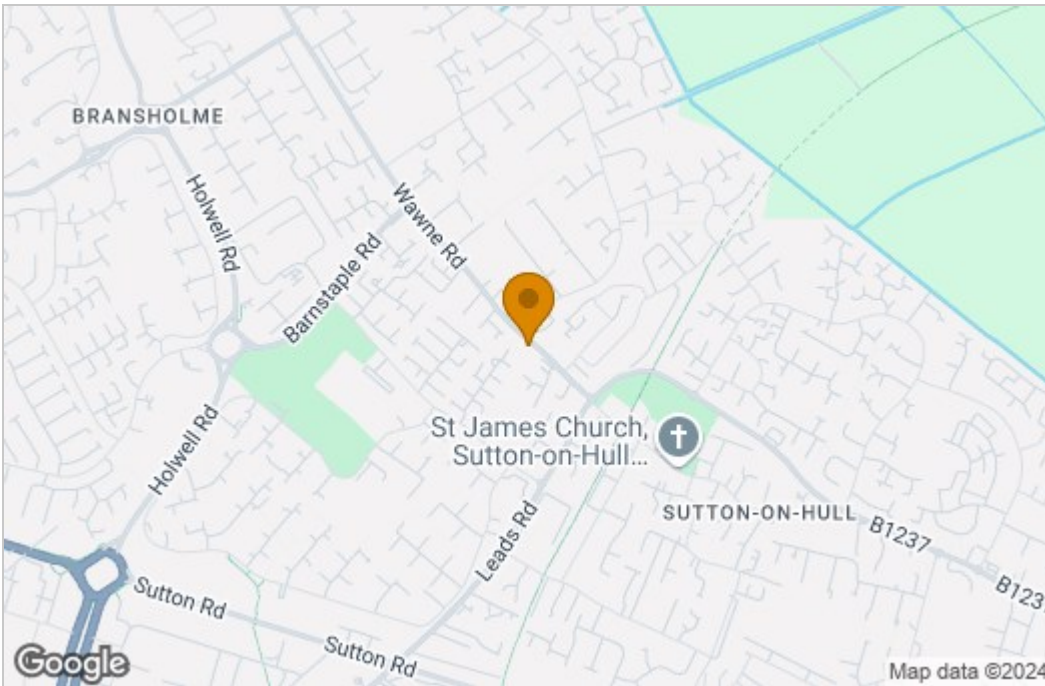 BRANSHOLME
Holwell Rd
Wawne Rd
Barnstaple Rd
Holwell Rd
St James Church,
Sutton-on-Hull...
SUTTON-ON-HULL
B1237
B1237
Leads Rd
Sutton Rd
Sutton Rd
Google
Map data ©2024